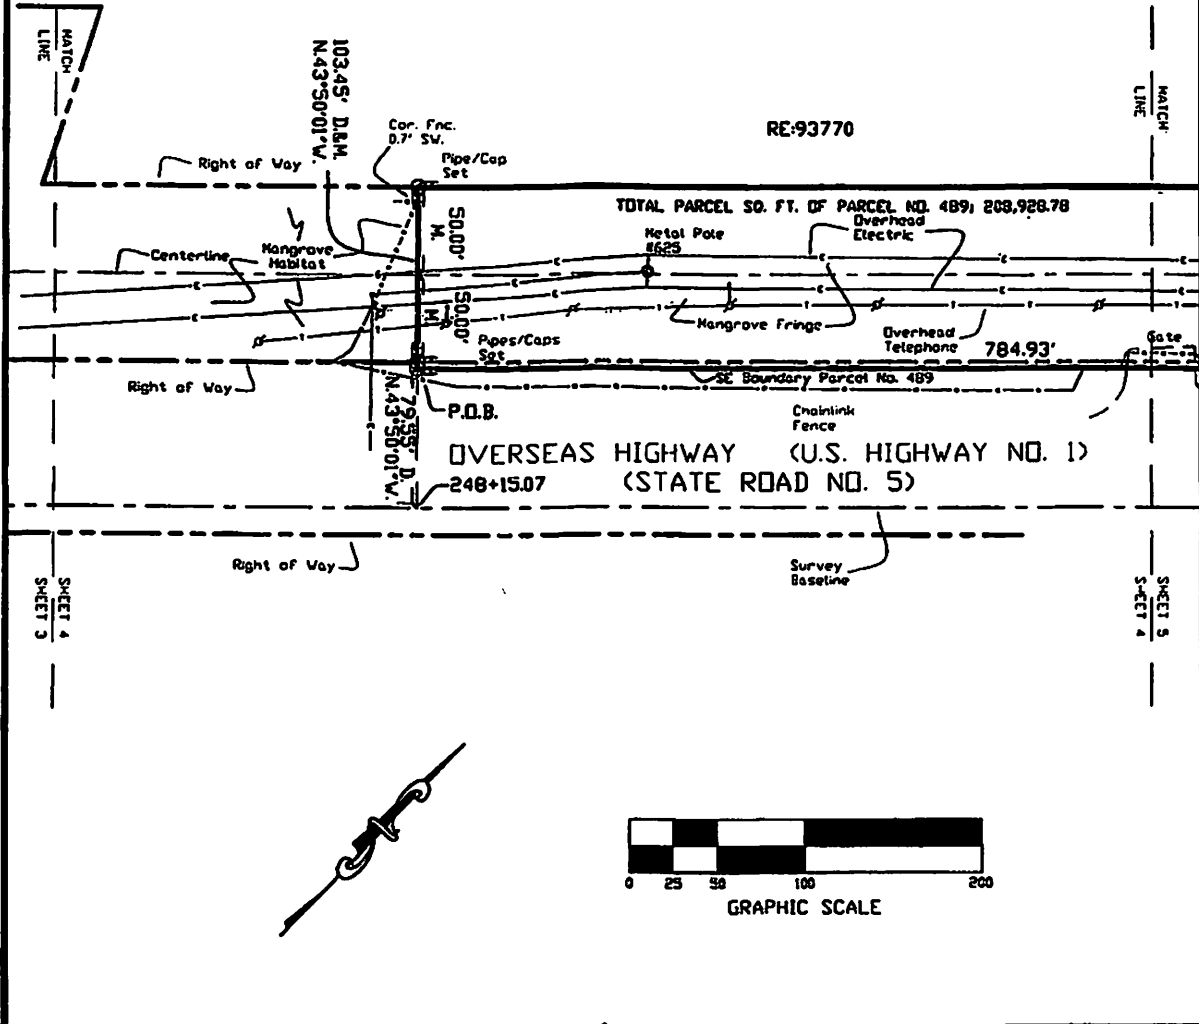 MATCH
LINE
103.45' D.&M.
N.43°50'01"W.
Cor. Fnc.
0.7' SW.
Pipe/Cap
Set
Right of Way
RE:93770
MATCH
LINE
TOTAL PARCEL SQ. FT. OF PARCEL NO. 489; 208,928.78
50.00'
M.
Metal Pole
#625
Overhead
Electric
Centerline
Mangrove
Habitat
50.00'
M.
Mangrove Fringe
Overhead
Telephone
784.93'
Gate
Pipes/Caps
Set
Right of Way
SE Boundary Parcel No. 489
P.O.B.
79.55' D.
N.43°50'01"W.
Chainlink
Fence
OVERSEAS HIGHWAY (U.S. HIGHWAY NO. 1)
248+15.07
(STATE ROAD NO. 5)
Right of Way
Survey
Baseline
SHEET 4
SHEET 3
SHEET 5
SHEET 4
0 25 50 100 200
GRAPHIC SCALE